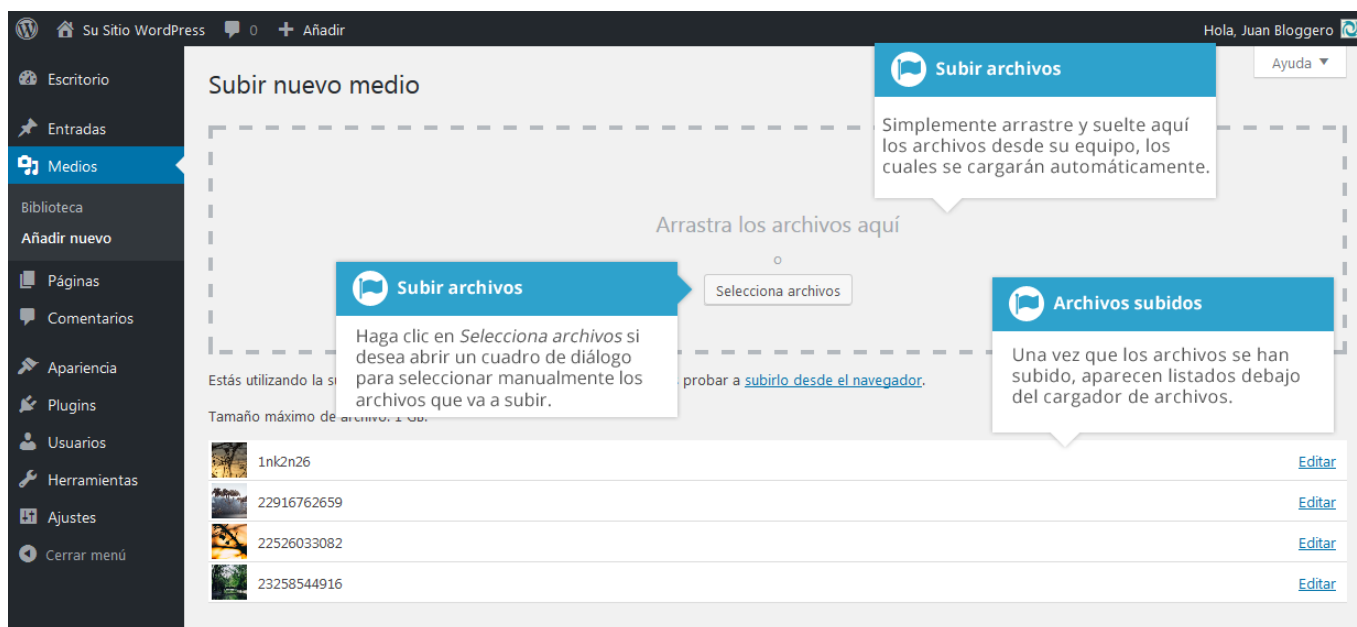 Su Sitio WordPress 0 + Añadir
Hola, Juan Bloggero
Escritorio
Entradas
Medios
Biblioteca
Añadir nuevo
Páginas
Comentarios
Apariencia
Plugins
Usuarios
Herramientas
Ajustes
Cerrar menú
Ayuda
Subir nuevo medio
Subir archivos
Simplemente arrastre y suelte aquí
los archivos desde su equipo, los
cuales se cargarán automáticamente.
Arrastra los archivos aquí
o
Selecciona archivos
Subir archivos
Haga clic en Selecciona archivos si
desea abrir un cuadro de diálogo
para seleccionar manualmente los
archivos que va a subir.
Archivos subidos
Una vez que los archivos se han
subido, aparecen listados debajo
del cargador de archivos.
Estás utilizando la probar a subirlo desde el navegador.
Tamaño máximo de archivo: 1 GB.
1nk2n26 Editar
22916762659 Editar
22526033082 Editar
23258544916 Editar